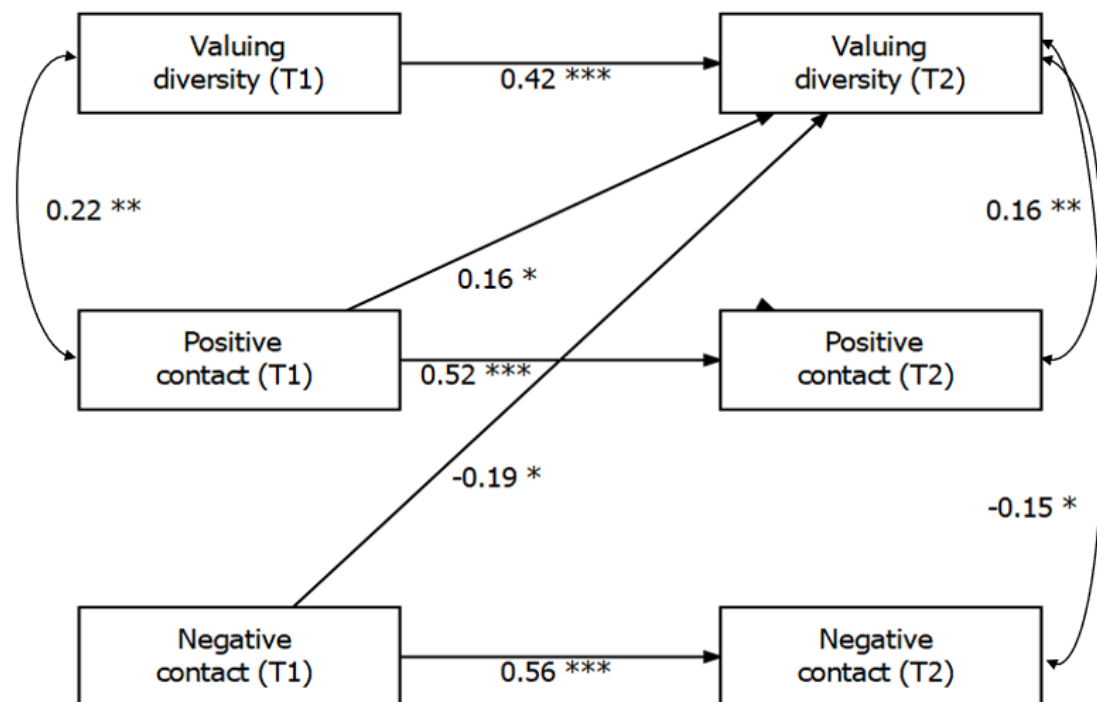 Valuing
diversity (T1)
0.42 ***
Valuing
diversity (T2)
0.22 **
0.16 **
0.16 *
Positive
contact (T1)
0.52 ***
Positive
contact (T2)
-0.19 *
-0.15 *
Negative
contact (T1)
0.56 ***
Negative
contact (T2)